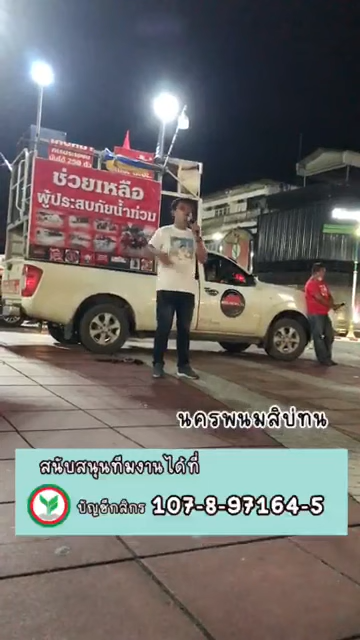 ช่วยเหลือ
ผู้ประสบภัยน้ำท่วม
นครพนมสิปทน
สนับสนุนทีมงานได้ที่
บัญชีกสิกร 107-8-97164-5